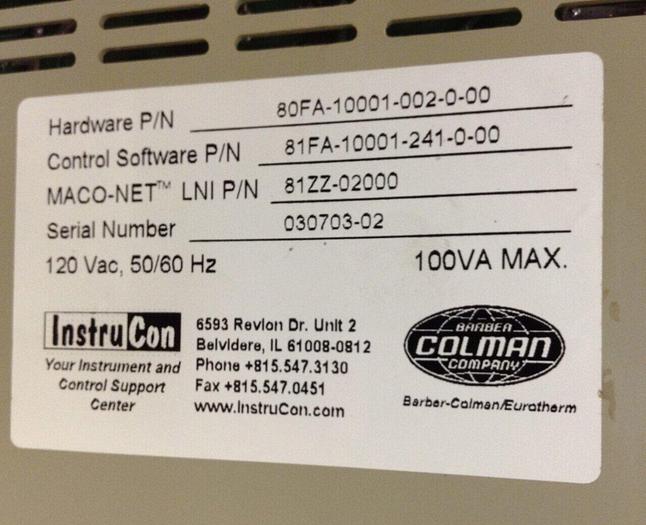 Hardware P/N 80FA-10001-002-0-00
Control Software P/N 81FA-10001-241-0-00
MACO-NET™ LNI P/N 81ZZ-02000
Serial Number 030703-02
120 Vac, 50/60 Hz 100VA MAX.
InstruCon
Your Instrument and
Control Support
Center
6593 Revlon Dr. Unit 2
Belvidere, IL 61008-0812
Phone +815.547.3130
Fax +815.547.0451
www.InstruCon.com
BARBER
COLMAN
COMPANY
Barber-Colman/Eurotherm